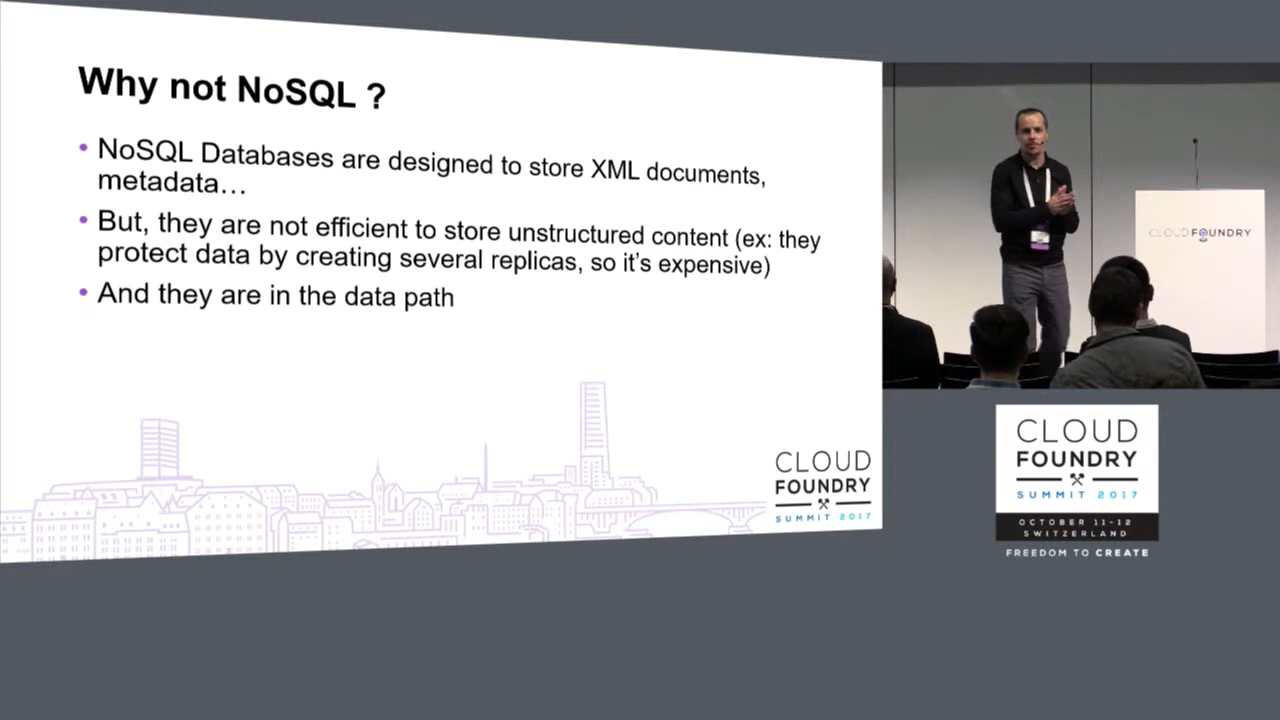 Why not NoSQL ?
• NoSQL Databases are designed to store XML documents,
metadata…
• But, they are not efficient to store unstructured content (ex: they
protect data by creating several replicas, so it's expensive)
• And they are in the data path
CLOUD
FOUNDRY
SUMMIT 2017
CLOUD FOUNDRY
CLOUD
FOUNDRY
SUMMIT 2017
OCTOBER 11-12
SWITZERLAND
FREEDOM TO CREATE